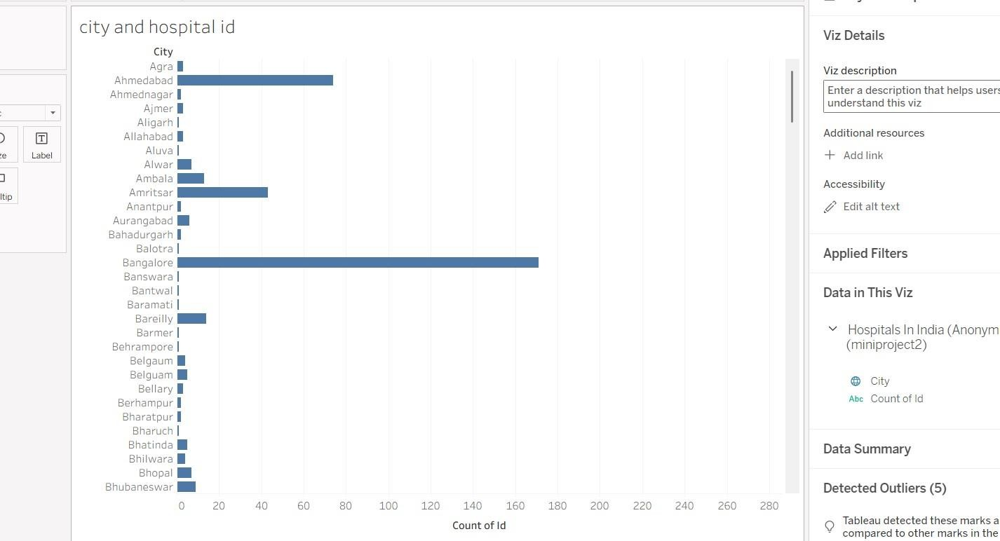 city and hospital id
City
Agra
Ahmedabad
Ahmednagar
Ajmer
Aligarh
Allahabad
Aluva
Alwar
Ambala
Amritsar
Anantpur
Aurangabad
Bahadurgarh
Balotra
Bangalore
Banswara
Bantwal
Baramati
Bareilly
Barmer
Behrampore
Belgaum
Belguam
Bellary
Berhampur
Bharatpur
Bharuch
Bhatinda
Bhilwara
Bhopal
Bhubaneswar
0 20 40 60 80 100 120 140 160 180 200 220 240 260 280
Count of Id
T
Label
Viz Details
Viz description
Enter a description that helps users
understand this viz
Additional resources
Add link
Accessibility
Edit alt text
Applied Filters
Data in This Viz
Hospitals In India (Anonym
(miniproject2)
City
Abc Count of Id
Data Summary
Detected Outliers (5)
Tableau detected these marks a
compared to other marks in the